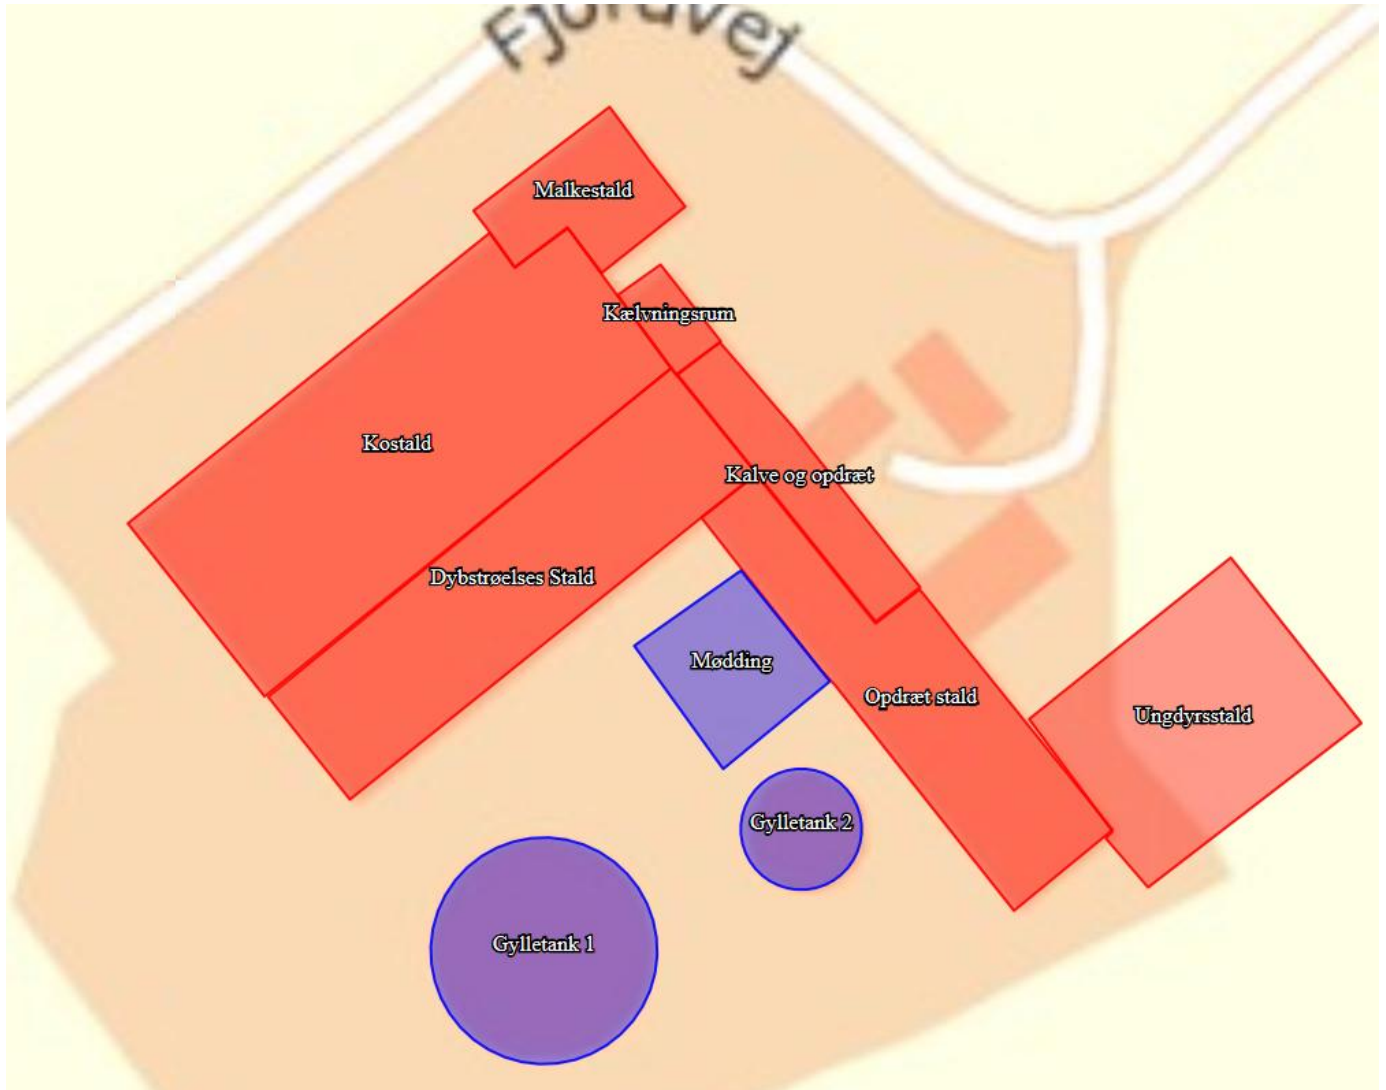 Fjordvej
Malkestald
Kælvningsrum
Kostald
Kalve og opdræt
Dybstrøelses Stald
Mødding
Opdræt stald
Ungdyrsstald
Gylletank 2
Gylletank 1